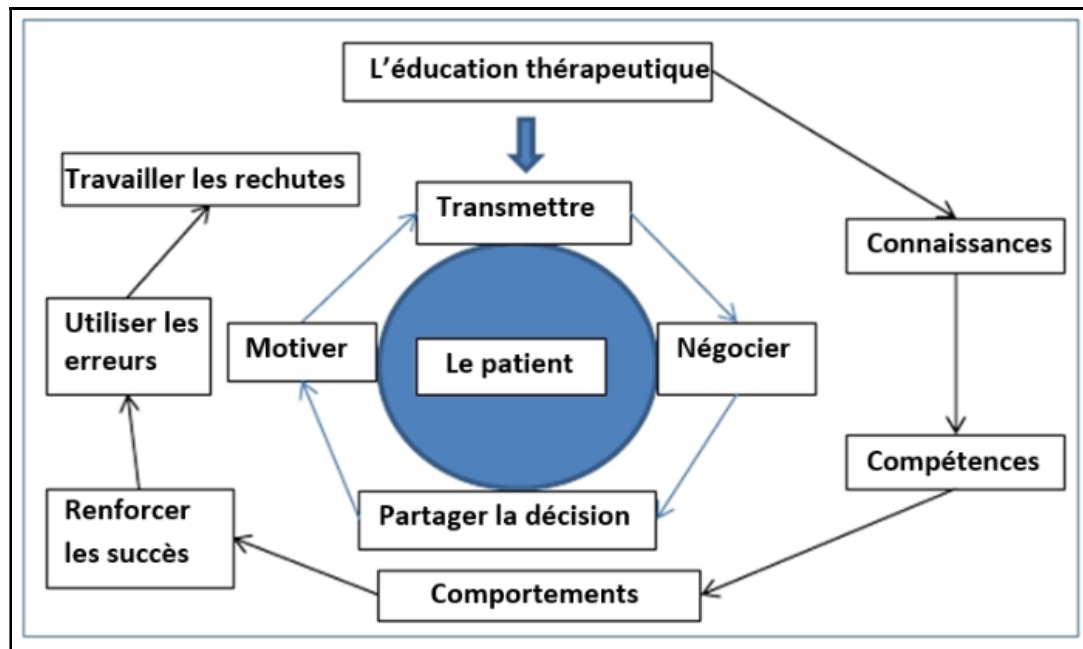 L’éducation thérapeutique
Travailler les rechutes
Transmettre
Connaissances
Utiliser les
erreurs
Motiver
Le patient
Négocier
Compétences
Renforcer
les succès
Partager la décision
Comportements